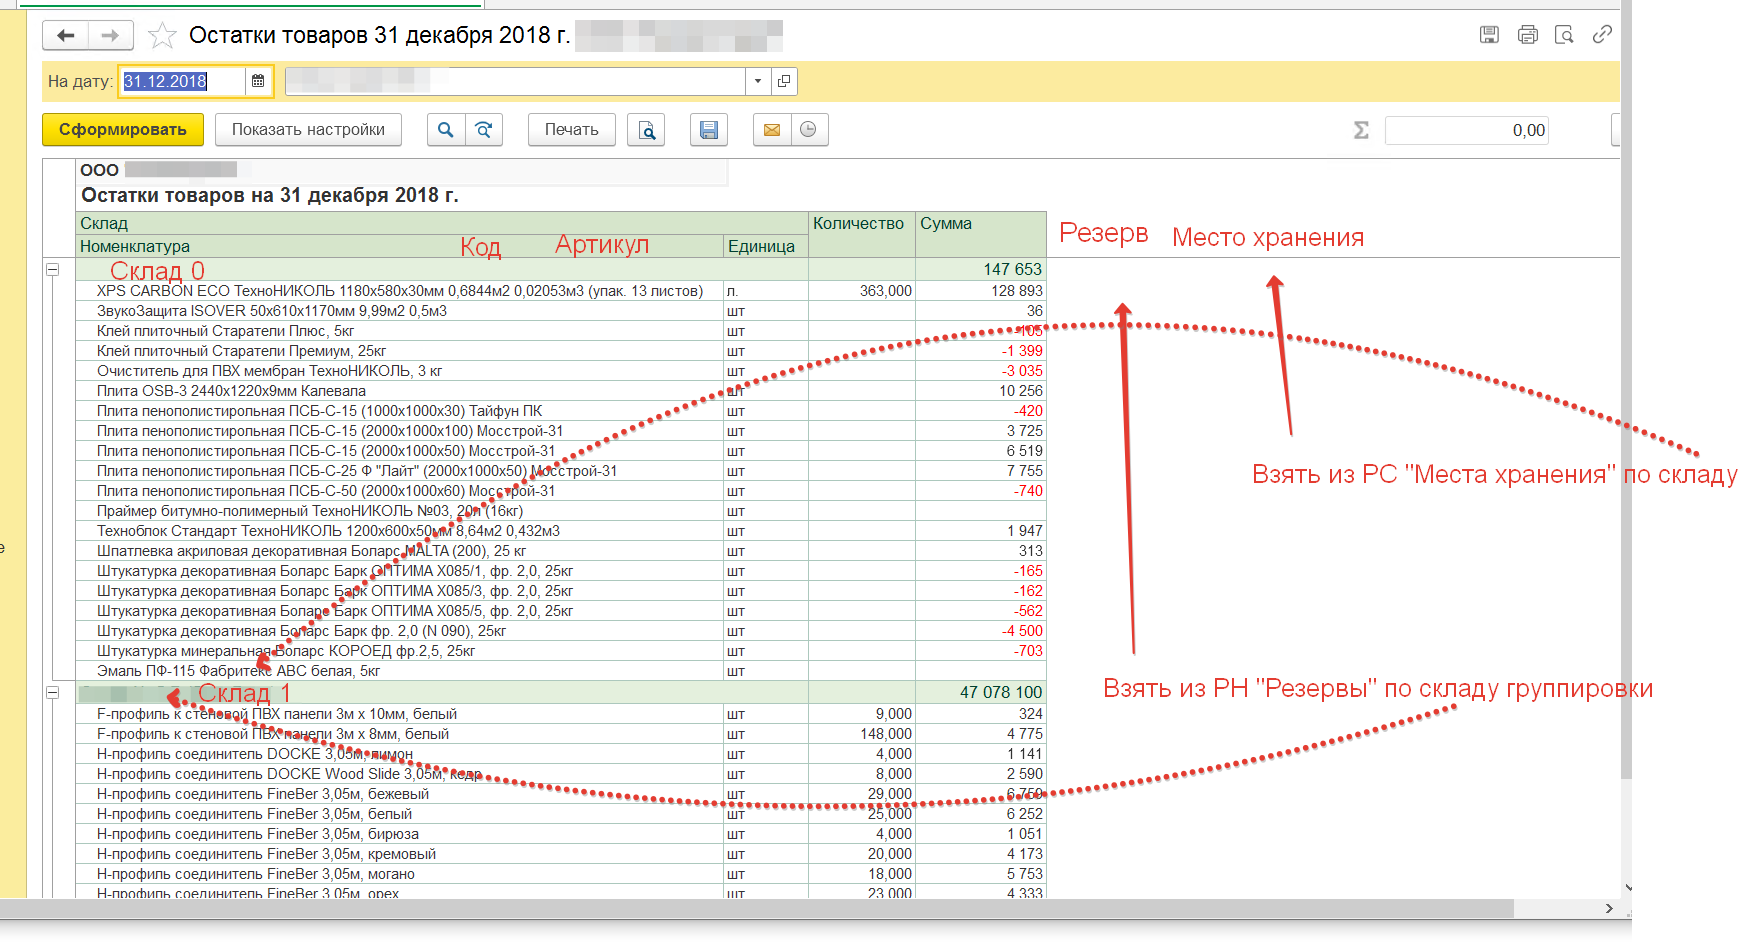 Остатки товаров 31 декабря 2018 г.
На дату: 31.12.2018
Сформировать Показать настройки Печать Σ 0,00
ООО
Остатки товаров на 31 декабря 2018 г.
Склад Количество Сумма
Номенклатура Код Артикул Единица Резерв Место хранения
Склад 0 147 653
XPS CARBON ECO ТехноНИКОЛЬ 1180х580х30мм 0,6844м2 0,02053м3 (упак. 13 листов) л. 363,000 128 893
ЗвукоЗащита ISOVER 50х610х1170мм 9,99м2 0,5м3 шт 36
Клей плиточный Старатели Плюс, 5кг шт -105
Клей плиточный Старатели Премиум, 25кг шт -1 399
Очиститель для ПВХ мембран ТехноНИКОЛЬ, 3 кг шт -3 035
Плита OSB-3 2440х1220х9мм Калевала шт 10 256
Плита пенополистирольная ПСБ-С-15 (1000х1000х30) Тайфун ПК шт -420
Плита пенополистирольная ПСБ-С-15 (2000х1000х100) Мосстрой-31 шт 3 725
Плита пенополистирольная ПСБ-С-15 (2000х1000х50) Мосстрой-31 шт 6 519
Взять из РС "Места хранения" по складу
Плита пенополистирольная ПСБ-С-25 Ф "Лайт" (2000х1000х50) Мосстрой-31 шт 7 755
Плита пенополистирольная ПСБ-С-50 (2000х1000х60) Мосстрой-31 шт -740
Праймер битумно-полимерный ТехноНИКОЛЬ №03, 20л (16кг) шт
Техноблок Стандарт ТехноНИКОЛЬ 1200х600х50мм 8,64м2 0,432м3 шт 1 947
Шпатлевка акриловая декоративная Боларс MALTA (200), 25 кг шт 313
е
Штукатурка декоративная Боларс Барк ОПТИМА Х085/1, фр. 2,0, 25кг шт -165
Штукатурка декоративная Боларс Барк ОПТИМА Х085/3, фр. 2,0, 25кг шт -162
Штукатурка декоративная Боларс Барк ОПТИМА Х085/5, фр. 2,0, 25кг шт -562
Штукатурка декоративная Боларс Барк фр. 2,0 (N 090), 25кг шт -4 500
Штукатурка минеральная Боларс КОРОЕД фр.2,5, 25кг шт -703
Эмаль ПФ-115 Фабритекс АВС белая, 5кг шт
Склад 1 47 078 100
Взять из РН "Резервы" по складу группировки
F-профиль к стеновой ПВХ панели 3м х 10мм, белый шт 9,000 324
F-профиль к стеновой ПВХ панели 3м х 8мм, белый шт 148,000 4 775
Н-профиль соединитель DOCKE 3,05м, лимон шт 4,000 1 141
Н-профиль соединитель DOCKE Wood Slide 3,05м, кедр шт 8,000 2 590
Н-профиль соединитель FineBer 3,05м, бежевый шт 29,000 6 759
Н-профиль соединитель FineBer 3,05м, белый шт 25,000 6 252
Н-профиль соединитель FineBer 3,05м, бирюза шт 4,000 1 051
Н-профиль соединитель FineBer 3,05м, кремовый шт 20,000 4 173
Н-профиль соединитель FineBer 3,05м, могано шт 18,000 5 753
Н-профиль соединитель FineBer 3,05м, орех шт 23,000 4 333